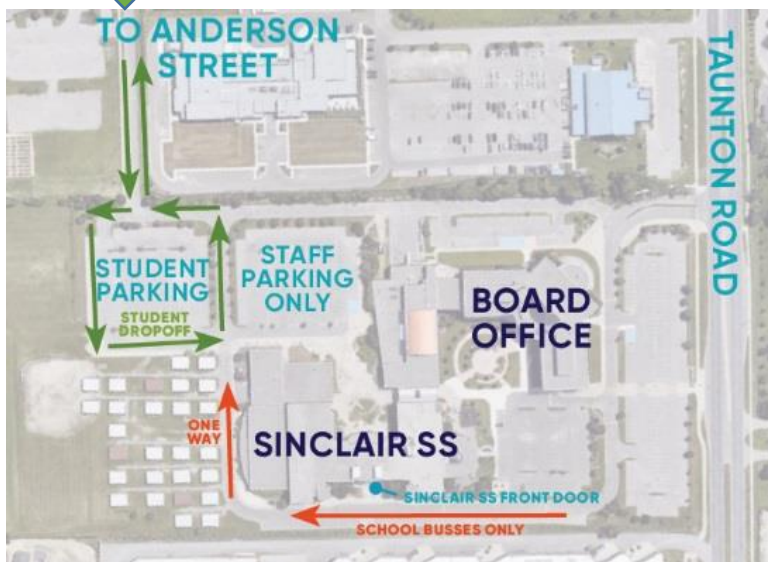 TO ANDERSON
STREET
TAUNTON ROAD
STUDENT
PARKING
STUDENT
DROPOFF
STAFF
PARKING
ONLY
BOARD
OFFICE
ONE
WAY
SINCLAIR SS
SINCLAIR SS FRONT DOOR
SCHOOL BUSSES ONLY